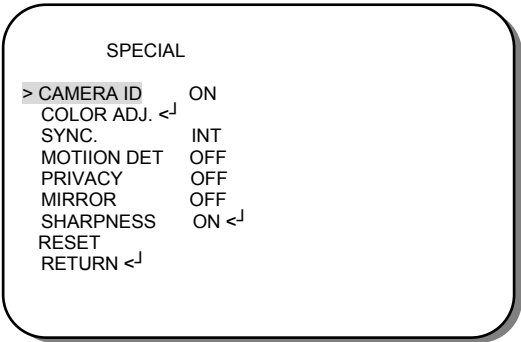 SPECIAL
> CAMERA ID ON
COLOR ADJ. <┘
SYNC. INT
MOTIION DET OFF
PRIVACY OFF
MIRROR OFF
SHARPNESS ON <┘
RESET
RETURN <┘